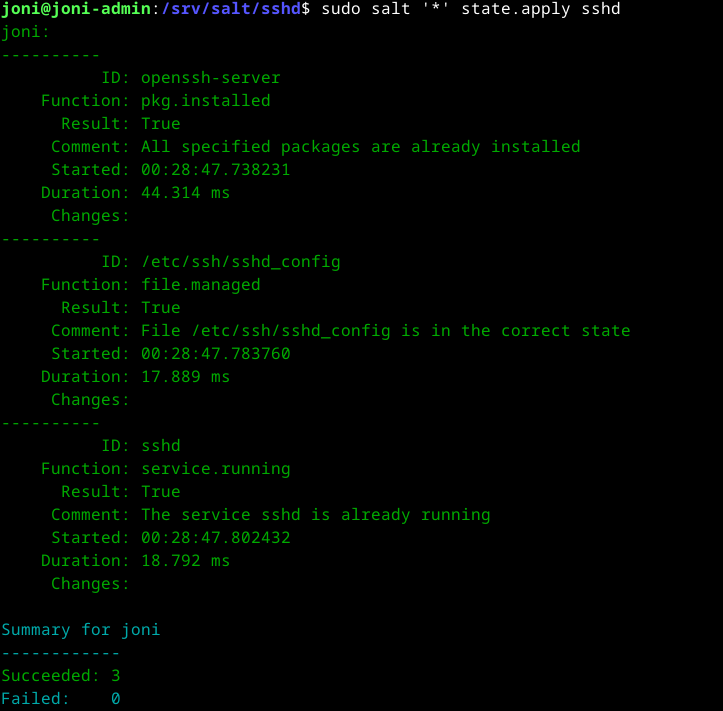 joni@joni-admin:/srv/salt/sshd$ sudo salt '*' state.apply sshd
joni:
----------
          ID: openssh-server
    Function: pkg.installed
      Result: True
     Comment: All specified packages are already installed
     Started: 00:28:47.738231
    Duration: 44.314 ms
     Changes:
----------
          ID: /etc/ssh/sshd_config
    Function: file.managed
      Result: True
     Comment: File /etc/ssh/sshd_config is in the correct state
     Started: 00:28:47.783760
    Duration: 17.889 ms
     Changes:
----------
          ID: sshd
    Function: service.running
      Result: True
     Comment: The service sshd is already running
     Started: 00:28:47.802432
    Duration: 18.792 ms
     Changes:

Summary for joni
------------
Succeeded: 3
Failed:    0